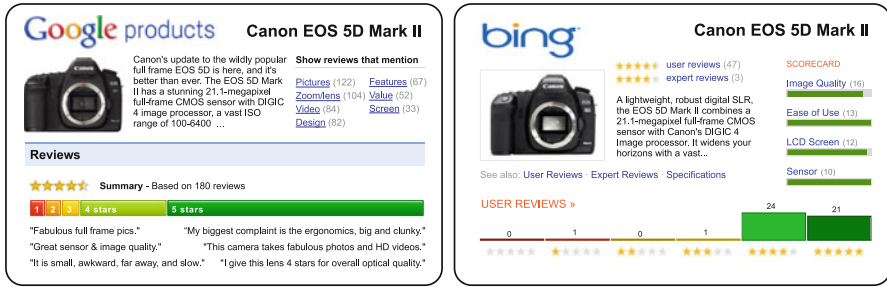 Google products
Canon EOS 5D Mark II
Canon's update to the wildly popular
full frame EOS 5D is here, and it's
better than ever. The EOS 5D Mark
II has a stunning 21.1-megapixel
full-frame CMOS sensor with DIGIC
4 image processor, a vast ISO
range of 100-6400 ...
Show reviews that mention
Pictures (122) Features (67)
Zoom/lens (104) Value (52)
Video (84) Screen (33)
Design (82)
Reviews
Summary - Based on 180 reviews
1 2 3 4 stars 5 stars
"Fabulous full frame pics." "My biggest complaint is the ergonomics, big and clunky."
"Great sensor & image quality." "This camera takes fabulous photos and HD videos."
"It is small, awkward, far away, and slow." "I give this lens 4 stars for overall optical quality."
bing
Canon EOS 5D Mark II
user reviews (47)
expert reviews (3)
A lightweight, robust digital SLR,
the EOS 5D Mark II combines a
21.1-megapixel full-frame CMOS
sensor with Canon's DIGIC 4
Image processor. It widens your
horizons with a vast...
SCORECARD
Image Quality (16)
Ease of Use (13)
LCD Screen (12)
Sensor (10)
See also: User Reviews · Expert Reviews · Specifications
USER REVIEWS »
0 1 0 1 24 21